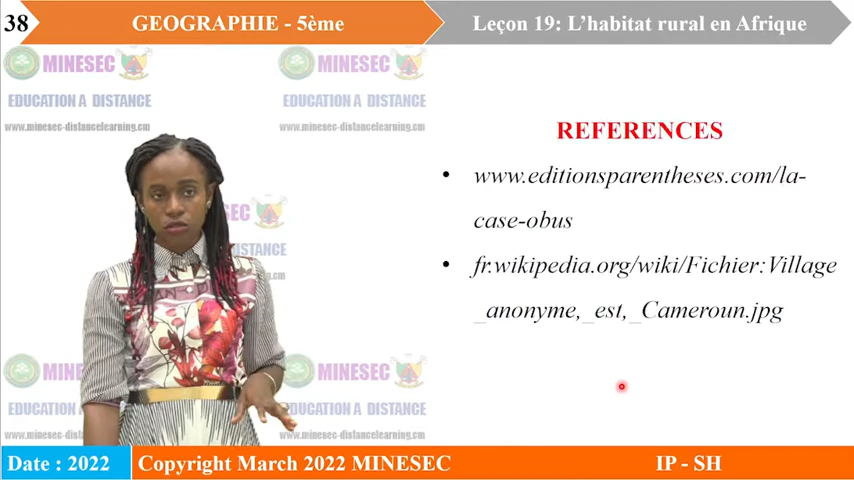 38
GEOGRAPHIE - 5ème
Leçon 19: L'habitat rural en Afrique
MINESEC
MINESEC
EDUCATION A DISTANCE
EDUCATION A DISTANCE
www.minesec-distancelearning.cm
www.minesec-distancelearning.cm
REFERENCES
• www.editionsparentheses.com/la-
case-obus
• fr.wikipedia.org/wiki/Fichier:Village
_anonyme,_est,_Cameroun.jpg
SEC
DISTANCE
MINESEC
EDUCATION A DISTANCE
www.minesec-distancelearning.cm
Date : 2022
Copyright March 2022 MINESEC
IP - SH